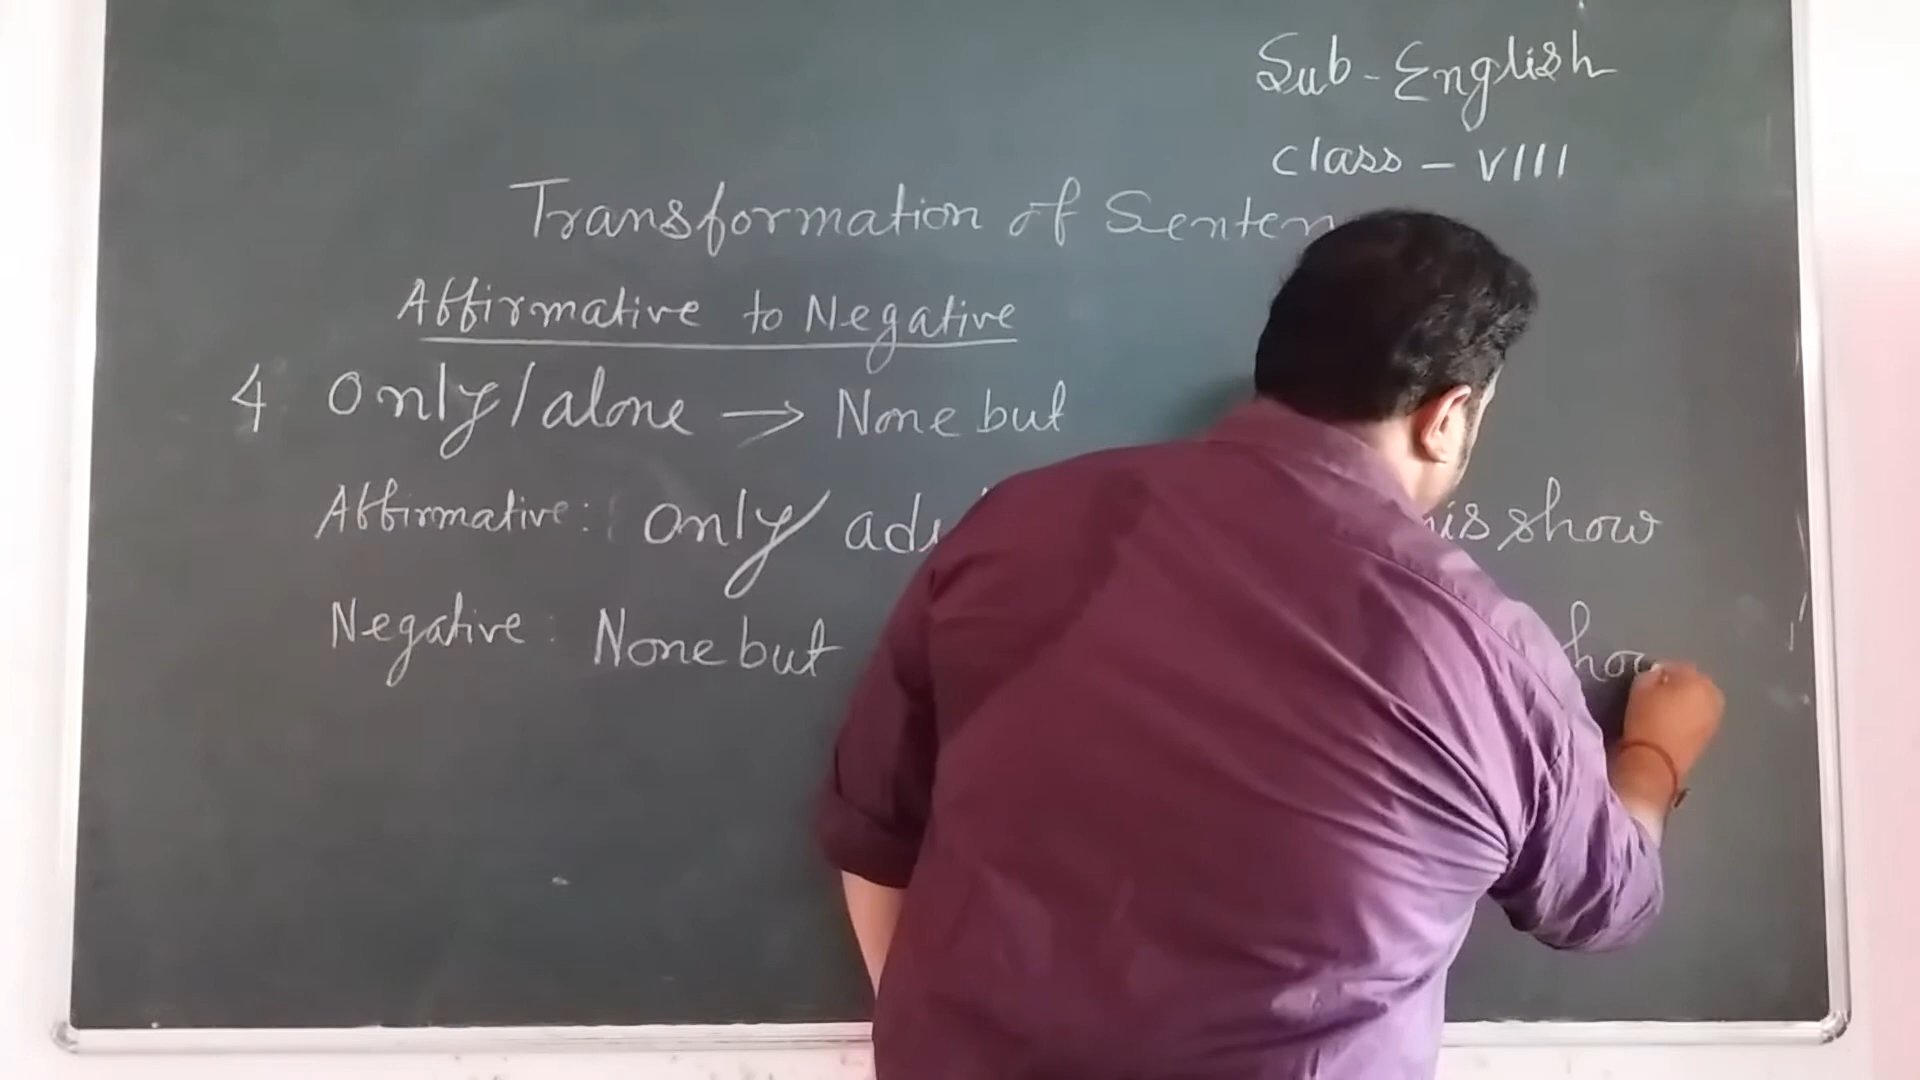 Sub - English
Class - VIII
Transformation of
Affirmative to Negative
4 Only/alone → None but
Affirmative: Only show
Negative: None but